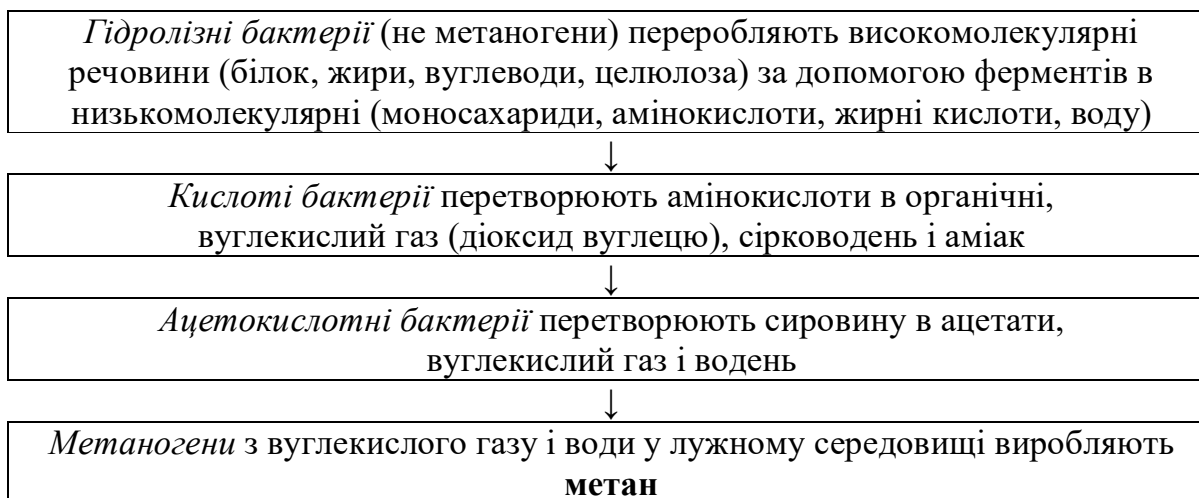 Гідролізні бактерії (не метаногени) переробляють високомолекулярні
речовини (білок, жири, вуглеводи, целюлоза) за допомогою ферментів в
низькомолекулярні (моносахариди, амінокислоти, жирні кислоти, воду)
↓
Кислоті бактерії перетворюють амінокислоти в органічні,
вуглекислий газ (діоксид вуглецю), сірководень і аміак
↓
Ацетокислотні бактерії перетворюють сировину в ацетати,
вуглекислий газ і водень
↓
Метаногени з вуглекислого газу і води у лужному середовищі виробляють
метан